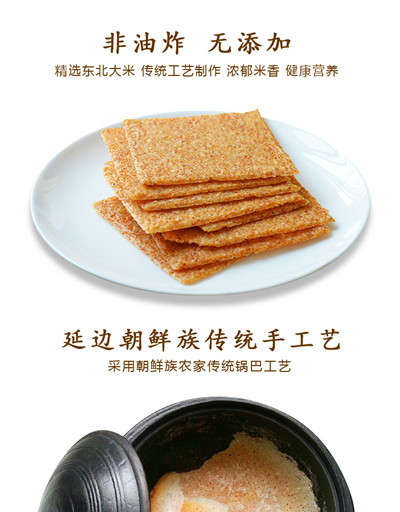 非油炸 无添加
精选东北大米 传统工艺制作 浓郁米香 健康营养
延边朝鲜族传统手工艺
采用朝鲜族农家传统锅巴工艺